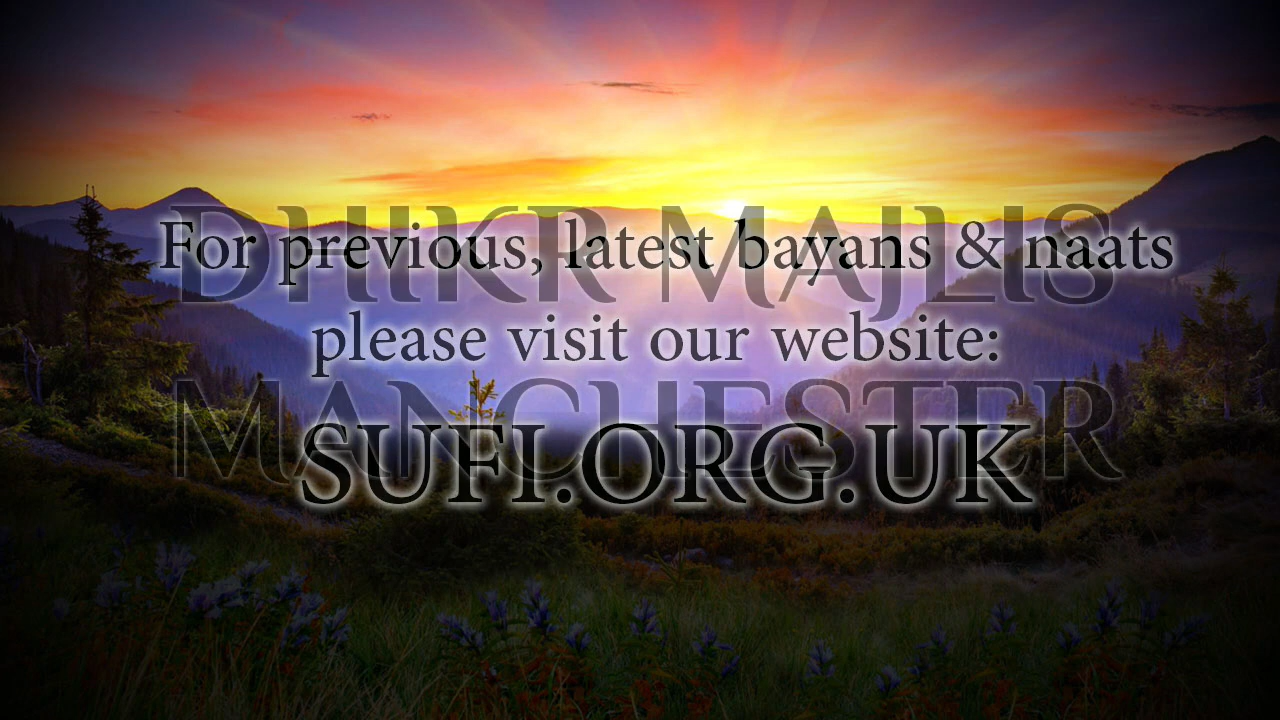 DHIKR MAJLIS
For previous, latest bayans & naats
please visit our website:
MANCHESTER
SUFI.ORG.UK